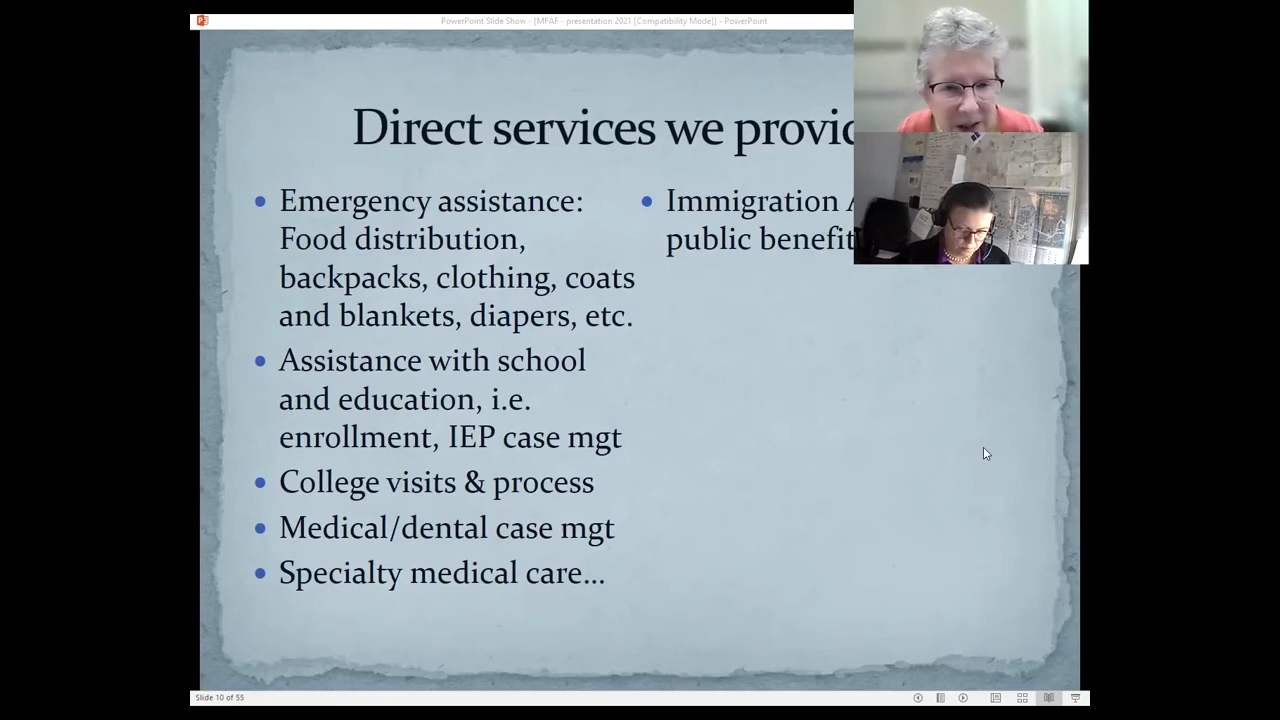 PowerPoint Slide Show - [MFAF - presentation 2021 [Compatibility Mode]] - PowerPoint
Direct services we
• Emergency assistance:
Food distribution,
backpacks, clothing, coats
and blankets, diapers, etc.
• Assistance with school
and education, i.e.
enrollment, IEP case mgt
• College visits & process
• Medical/dental case mgt
• Specialty medical care...
• Immigration
public
Slide 10 of 55